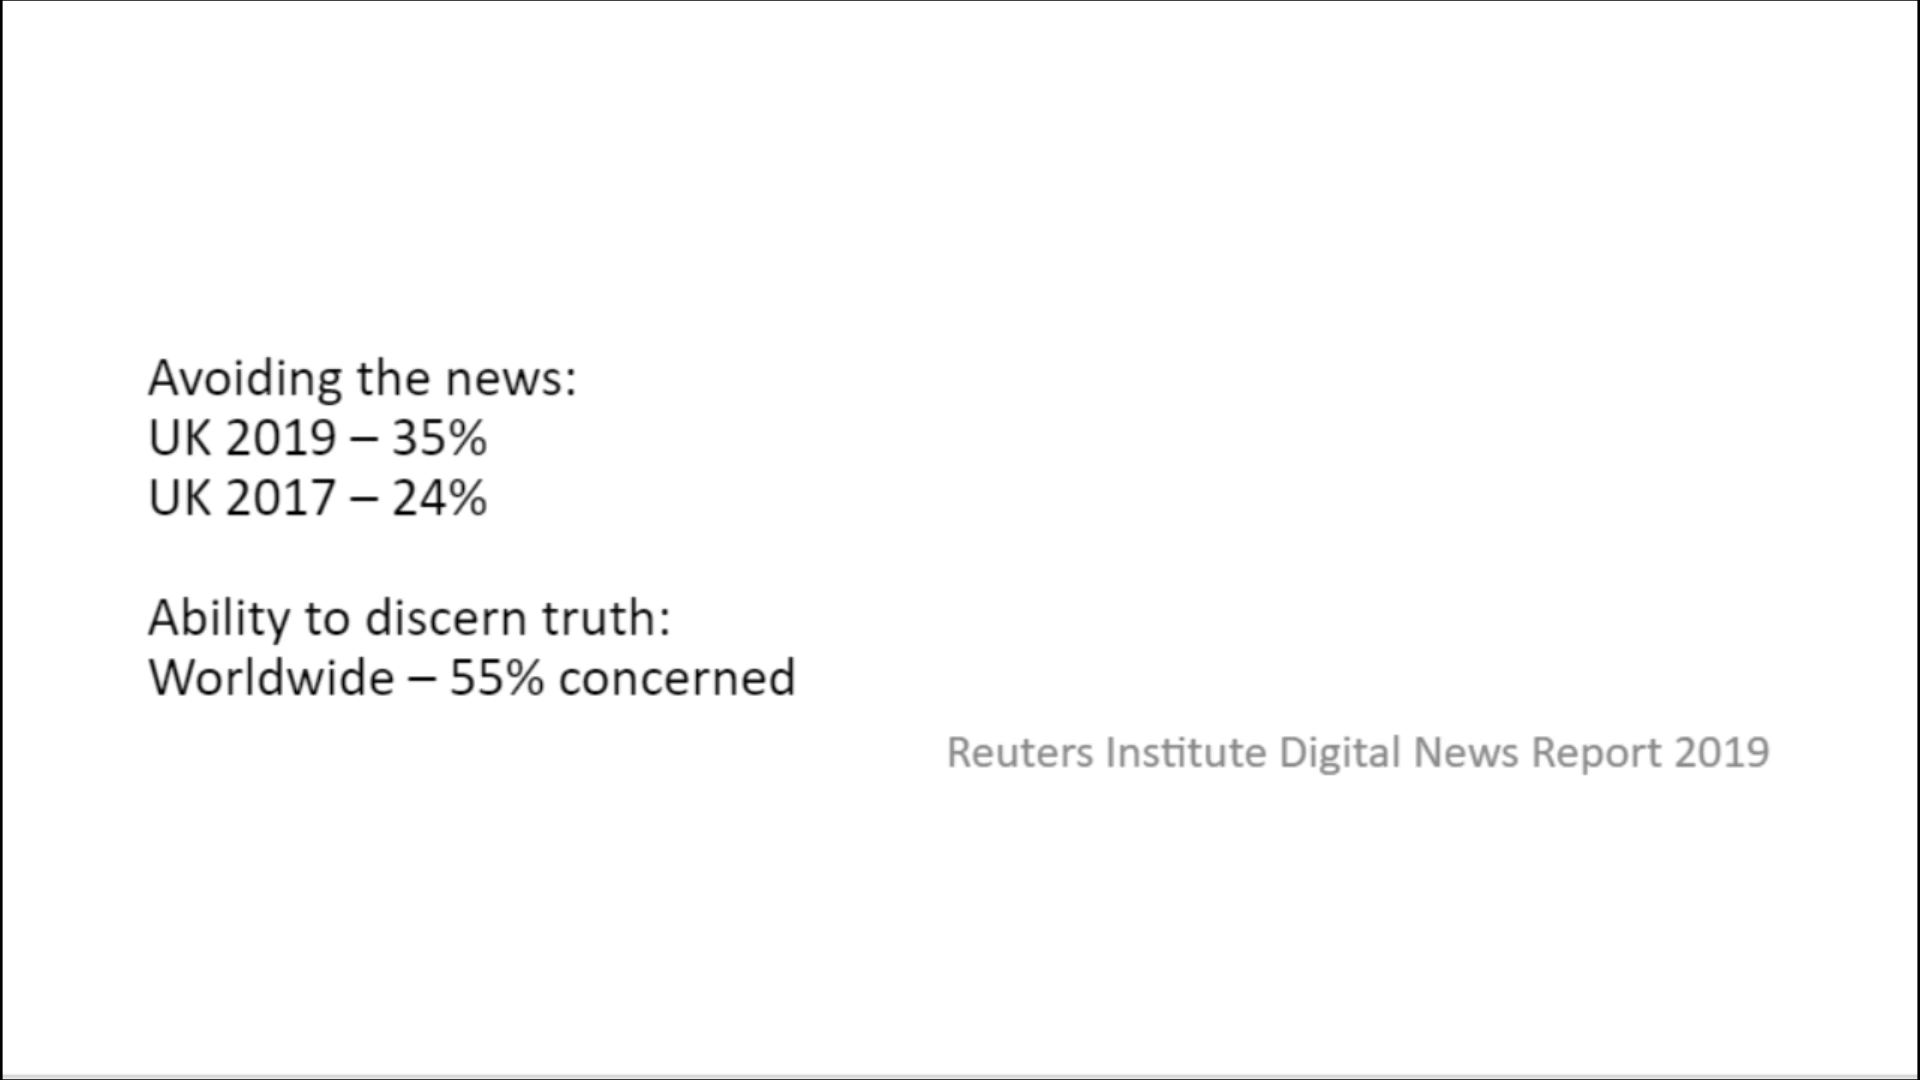 Avoiding the news:
UK 2019 – 35%
UK 2017 – 24%
Ability to discern truth:
Worldwide – 55% concerned
Reuters Institute Digital News Report 2019